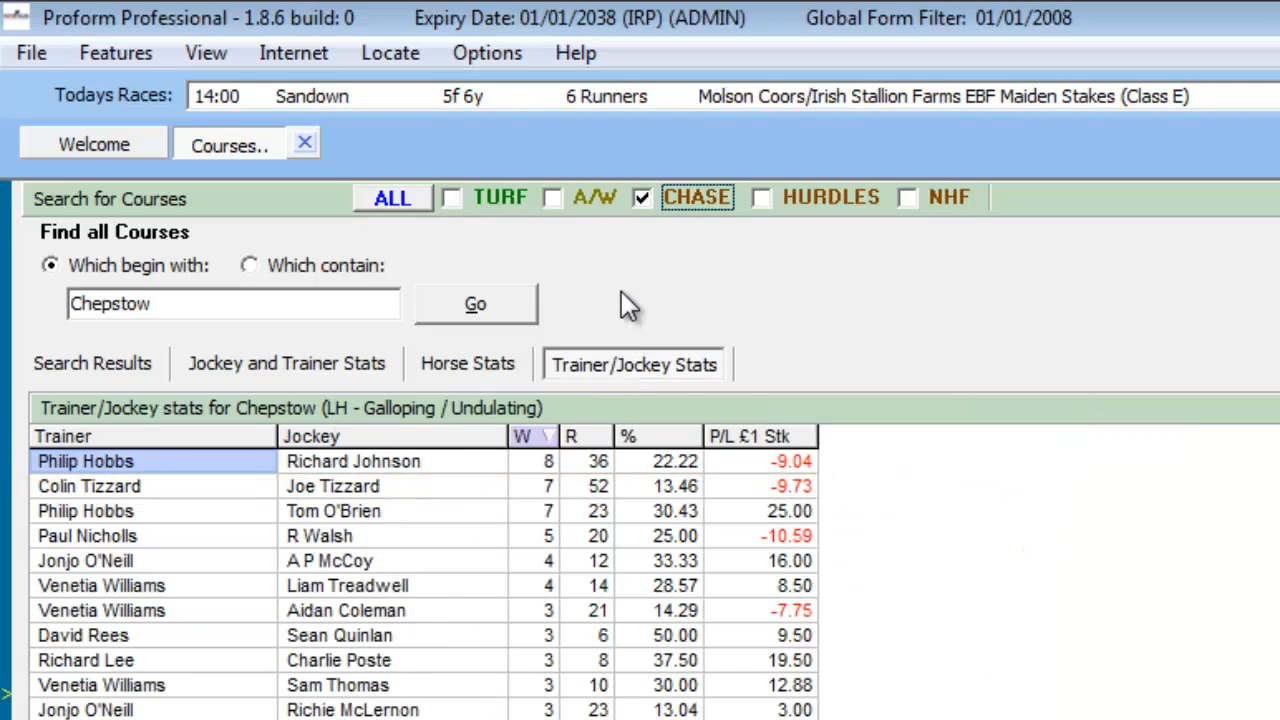 Proform Professional - 1.8.6 build: 0 Expiry Date: 01/01/2038 (IRP) (ADMIN) Global Form Filter: 01/01/2008
File Features View Internet Locate Options Help
Todays Races: 14:00 Sandown 5f 6y 6 Runners Molson Coors/Irish Stallion Farms EBF Maiden Stakes (Class E)
Welcome Courses..
Search for Courses ALL TURF A/W CHASE HURDLES NHF
Find all Courses
Which begin with: Which contain:
Chepstow Go
Search Results Jockey and Trainer Stats Horse Stats Trainer/Jockey Stats
Trainer/Jockey stats for Chepstow (LH - Galloping / Undulating)
Trainer Jockey W R % P/L £1 Stk
Philip Hobbs Richard Johnson 8 36 22.22 -9.04
Colin Tizzard Joe Tizzard 7 52 13.46 -9.73
Philip Hobbs Tom O'Brien 7 23 30.43 25.00
Paul Nicholls R Walsh 5 20 25.00 -10.59
Jonjo O'Neill A P McCoy 4 12 33.33 16.00
Venetia Williams Liam Treadwell 4 14 28.57 8.50
Venetia Williams Aidan Coleman 3 21 14.29 -7.75
David Rees Sean Quinlan 3 6 50.00 9.50
Richard Lee Charlie Poste 3 8 37.50 19.50
Venetia Williams Sam Thomas 3 10 30.00 12.88
Jonjo O'Neill Richie McLernon 3 23 13.04 3.00